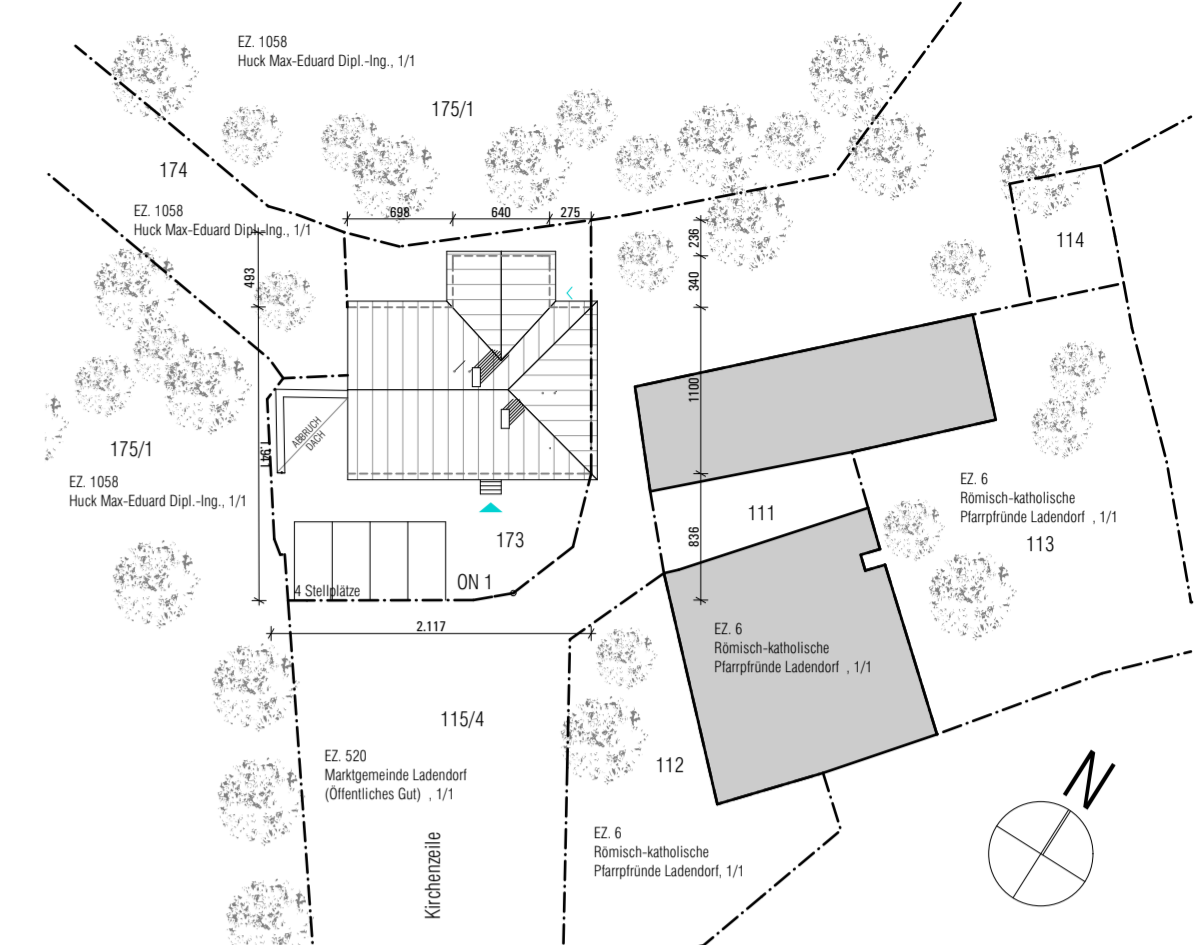 EZ. 1058
Huck Max-Eduard Dipl.-Ing., 1/1
175/1
174
EZ. 1058
Huck Max-Eduard Dipl.-Ing., 1/1
698
640
275
236
493
340
114
1100
ABBRUCH
DACH
175/1
EZ. 1058
Huck Max-Eduard Dipl.-Ing., 1/1
EZ. 6
Römisch-katholische
Pfarrpfründe Ladendorf , 1/1
113
111
173
836
4 Stellplätze
ON 1
2.117
EZ. 6
Römisch-katholische
Pfarrpfründe Ladendorf , 1/1
115/4
EZ. 520
Marktgemeinde Ladendorf
(Öffentliches Gut) , 1/1
112
N
EZ. 6
Römisch-katholische
Pfarrpfründe Ladendorf, 1/1
Kirchenzeile